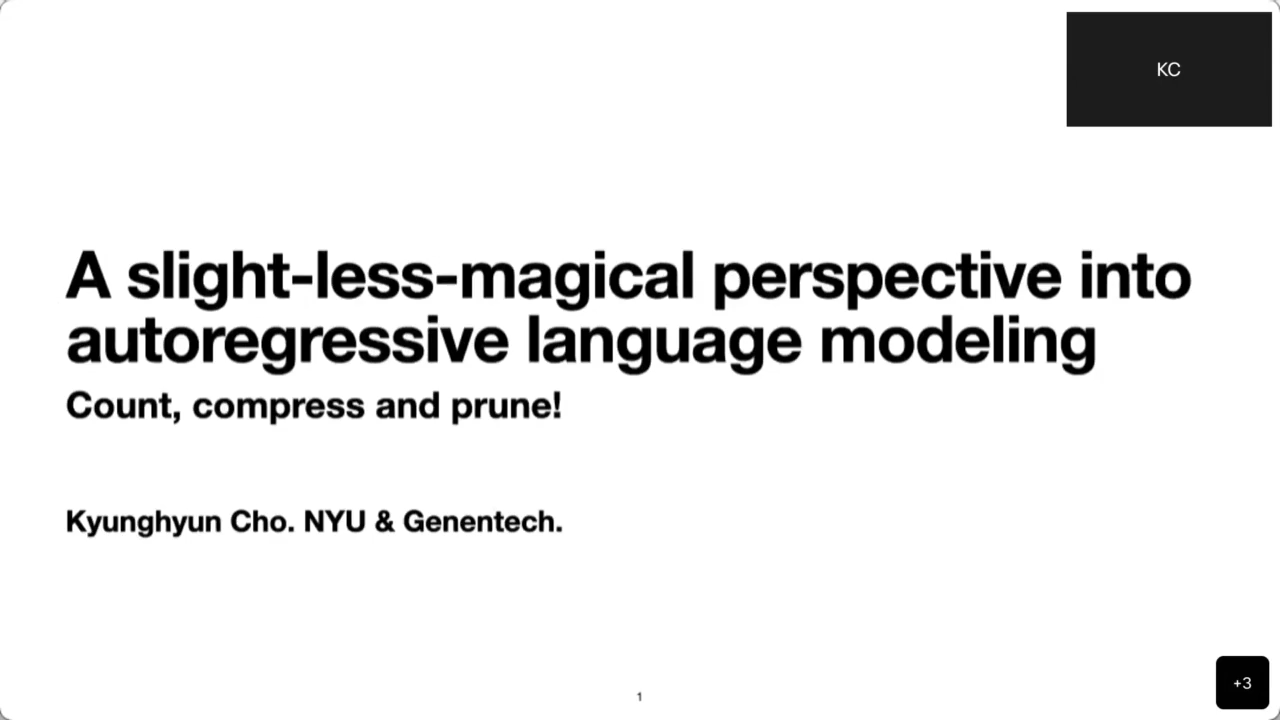 KC
A slight-less-magical perspective into
autoregressive language modeling
Count, compress and prune!
Kyunghyun Cho. NYU & Genentech.
1
+3